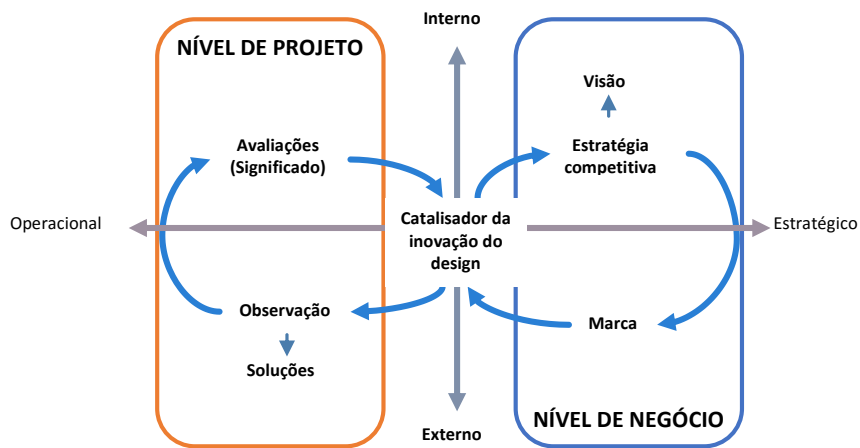 Interno
NÍVEL DE PROJETO
Visão
Avaliações
(Significado)
Estratégia
competitiva
Operacional
Catalisador da
inovação do
design
Estratégico
Observação
Marca
Soluções
NÍVEL DE NEGÓCIO
Externo